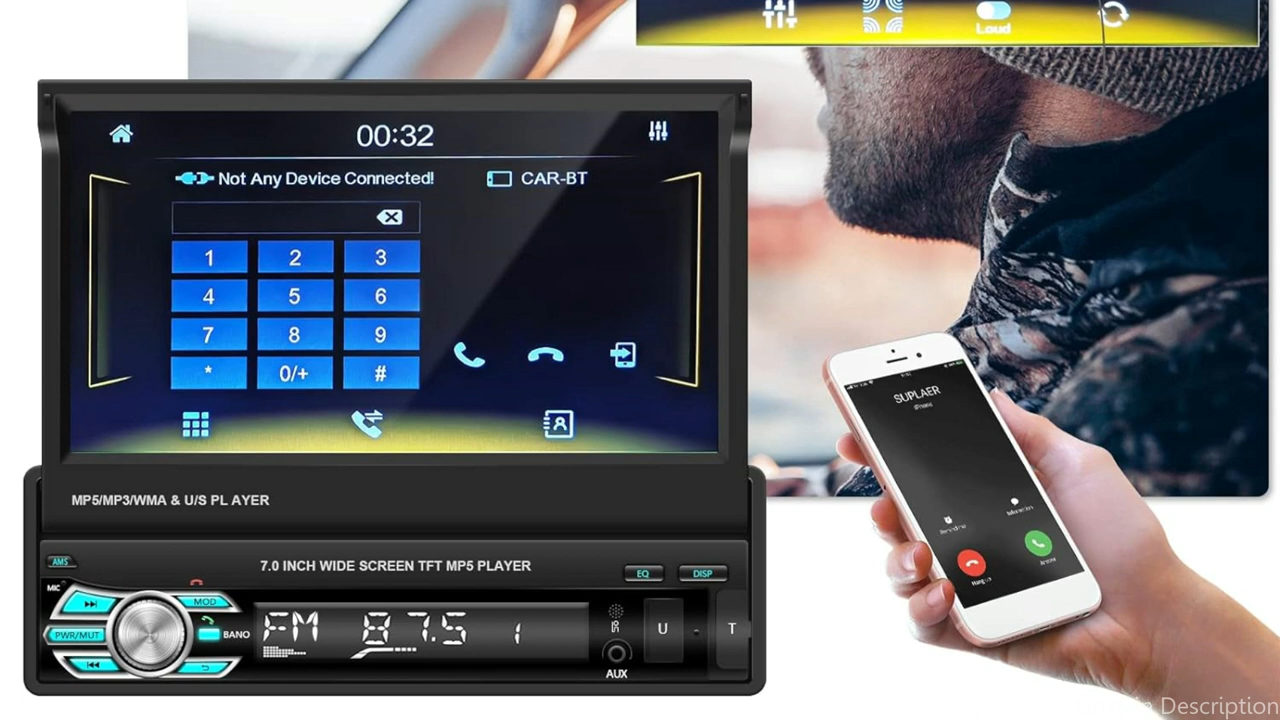 Loud
00:32
Not Any Device Connected!
CAR-BT
1 2 3
4 5 6
7 8 9
* 0/+ #
MP5/MP3/WMA & U/S PL AYER
AMS
7.0 INCH WIDE SCREEN TFT MP5 PLAYER
EQ
DISP
MIC
MOD
PWR/MUT
BANO
FM 87.5 1
IR
AUX
U
T
SUPLAER
in Description